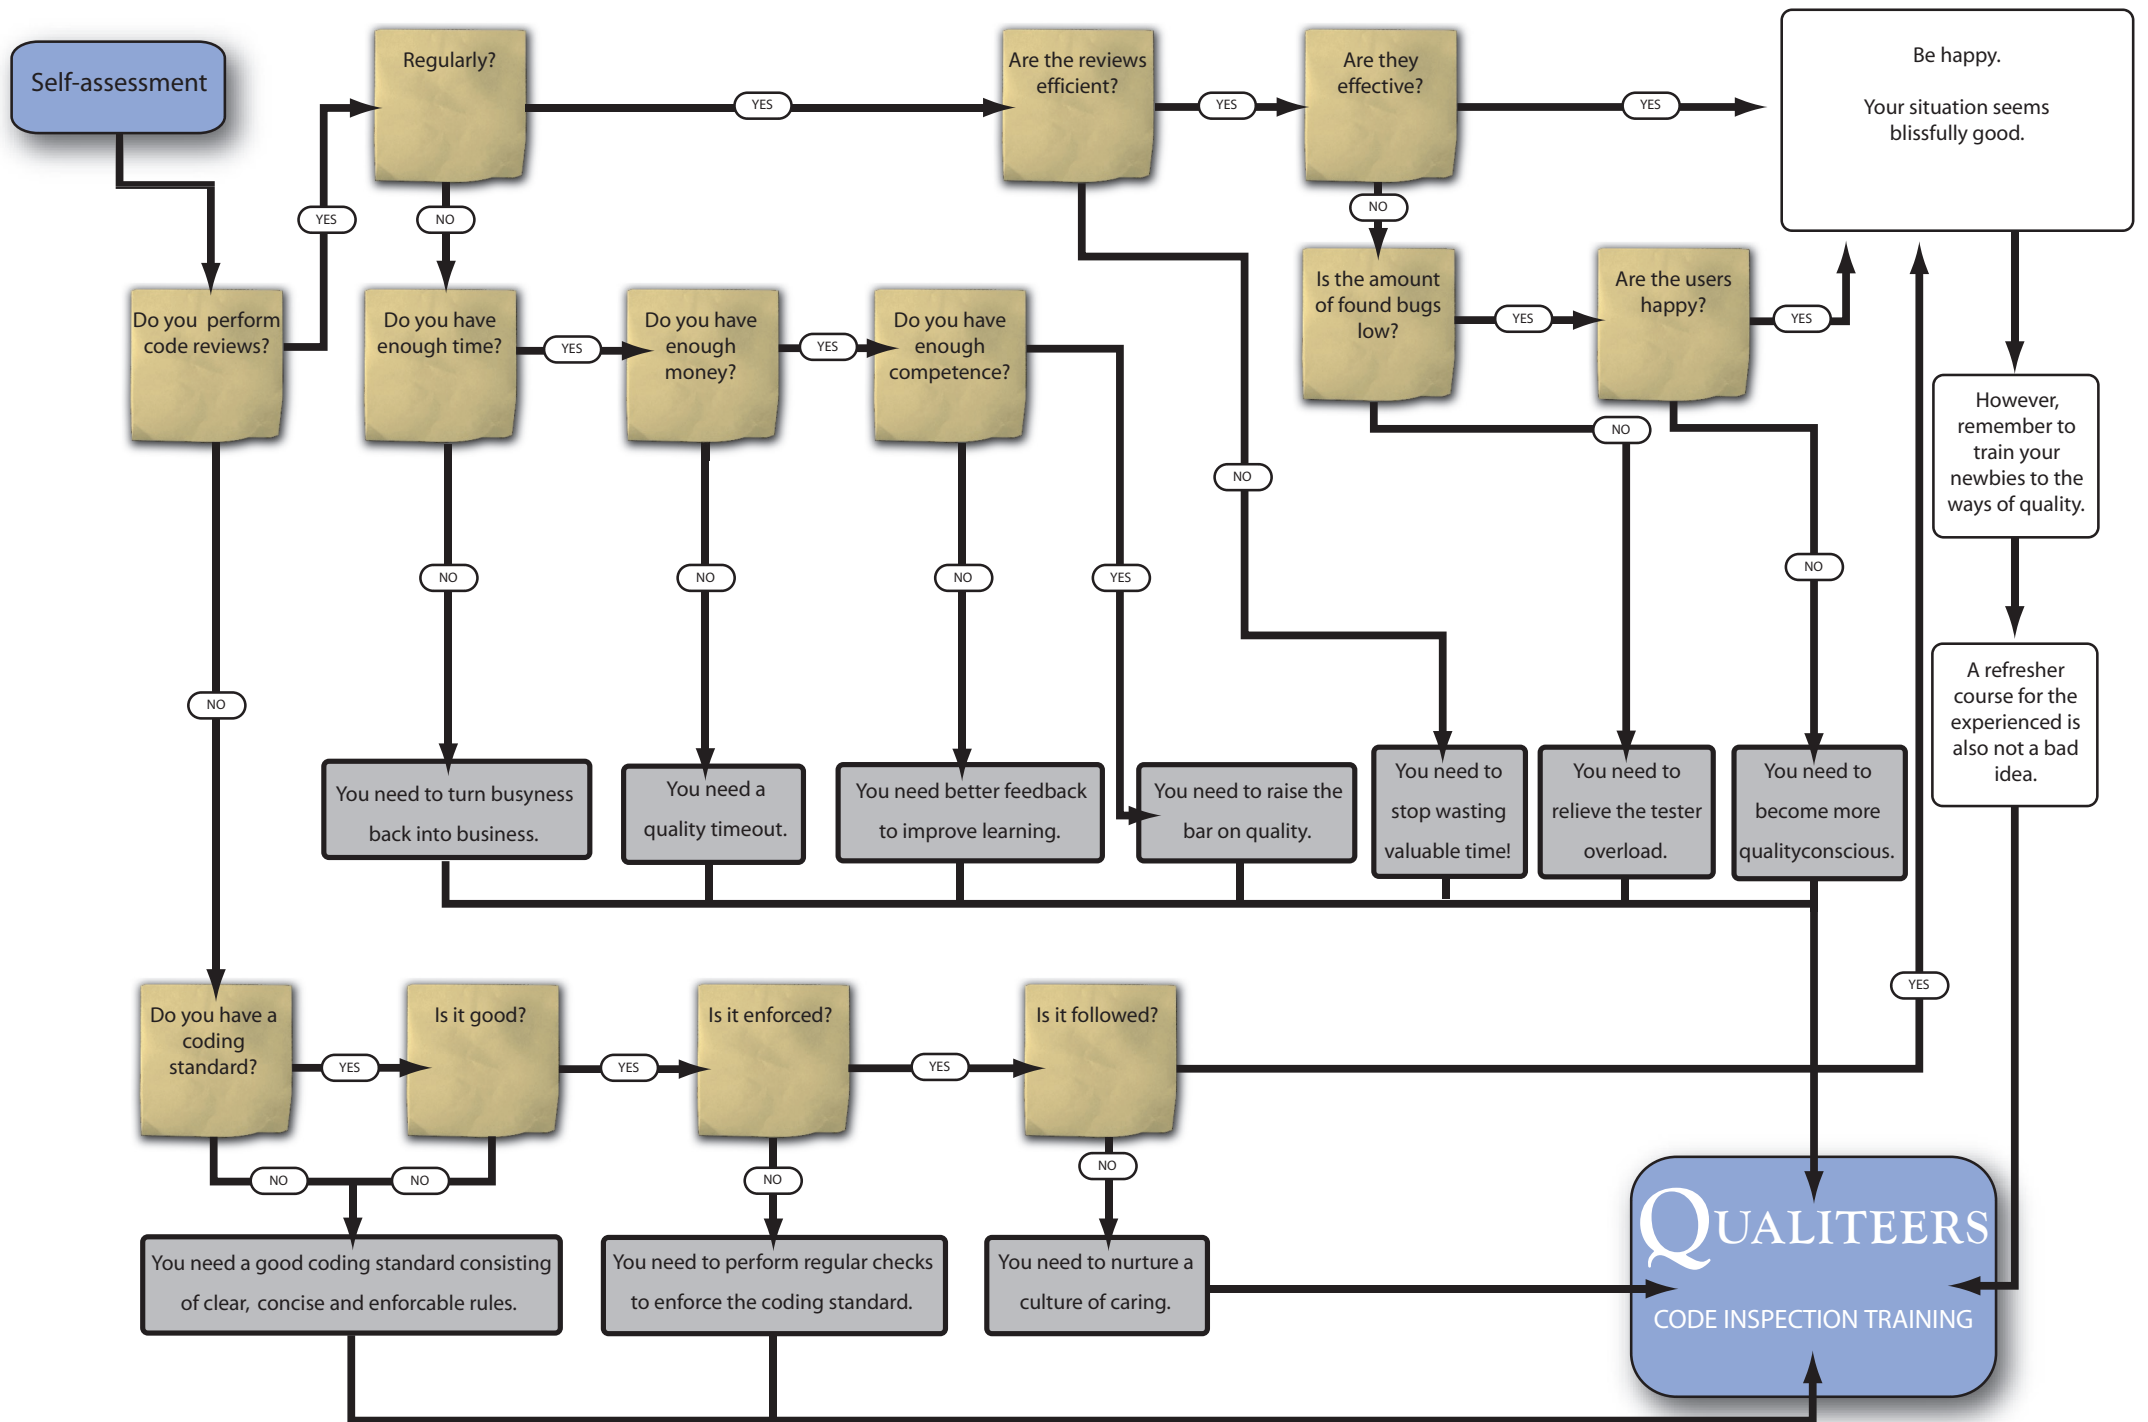 Self-assessment
Regularly?
Are the reviews
efficient?
Are they
effective?
Be happy.
Your situation seems
blissfully good.
YES
YES
YES
YES
NO
NO
Do you perform
code reviews?
Do you have
enough time?
Do you have
enough
money?
Do you have
enough
competence?
Is the amount
of found bugs
low?
Are the users
happy?
YES
YES
YES
YES
However,
remember to
train your
newbies to the
ways of quality.
NO
NO
NO
NO
NO
YES
NO
NO
A refresher
course for the
experienced is
also not a bad
idea.
You need to turn busyness
back into business.
You need a
quality timeout.
You need better feedback
to improve learning.
You need to raise the
bar on quality.
You need to
stop wasting
valuable time!
You need to
relieve the tester
overload.
You need to
become more
qualityconscious.
YES
Do you have a
coding
standard?
Is it good?
Is it enforced?
Is it followed?
YES
YES
YES
NO
NO
NO
NO
You need a good coding standard consisting
of clear, concise and enforcable rules.
You need to perform regular checks
to enforce the coding standard.
You need to nurture a
culture of caring.
QUALITEERS
CODE INSPECTION TRAINING